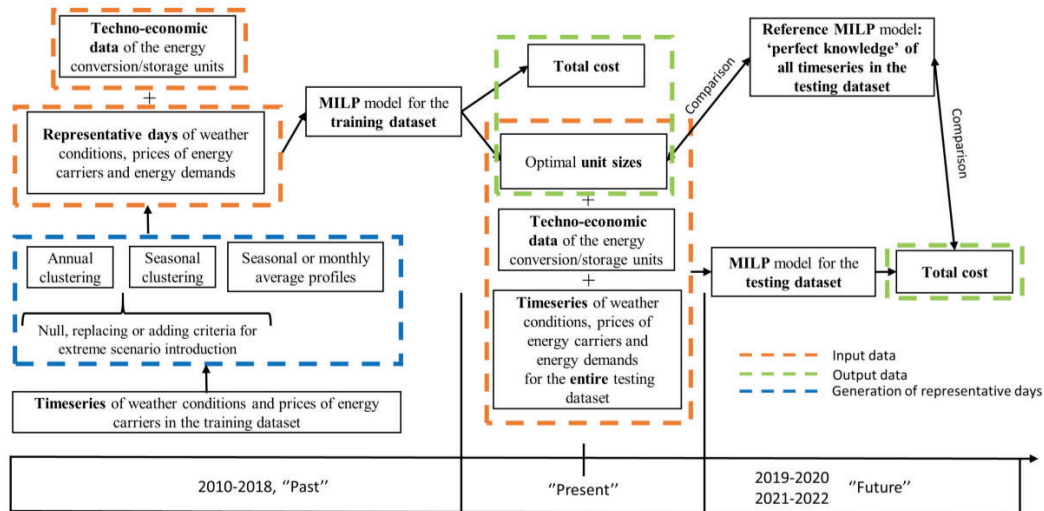 Techno-economic
data of the energy
conversion/storage units
+
Representative days of weather
conditions, prices of energy
carriers and energy demands
Annual
clustering
Seasonal
clustering
Seasonal or monthly
average profiles
Null, replacing or adding criteria for
extreme scenario introduction
Timeseries of weather conditions and prices of energy
carriers in the training dataset
MILP model for the
training dataset
Total cost
Optimal unit sizes
+
Techno-economic
data of the energy
conversion/storage units
+
Timeseries of weather
conditions, prices of
energy carriers and
energy demands
for the entire testing
dataset
Comparison
Reference MILP model:
‘perfect knowledge’ of
all timeseries in the
testing dataset
Comparison
MILP model for the
testing dataset
Total cost
Input data
Output data
Generation of representative days
2010-2018, “Past”
“Present”
2019-2020
2021-2022
“Future”